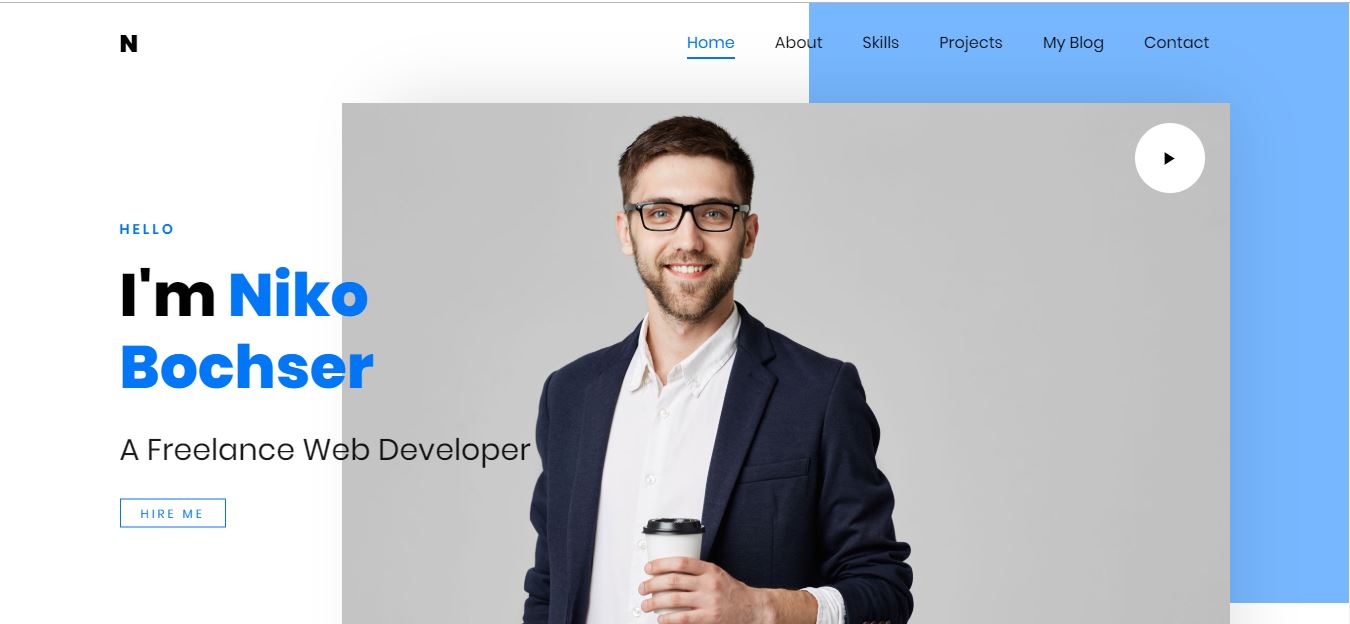 N
Home About Skills Projects My Blog Contact
HELLO
I'm Niko
Bochser
A Freelance Web Developer
HIRE ME